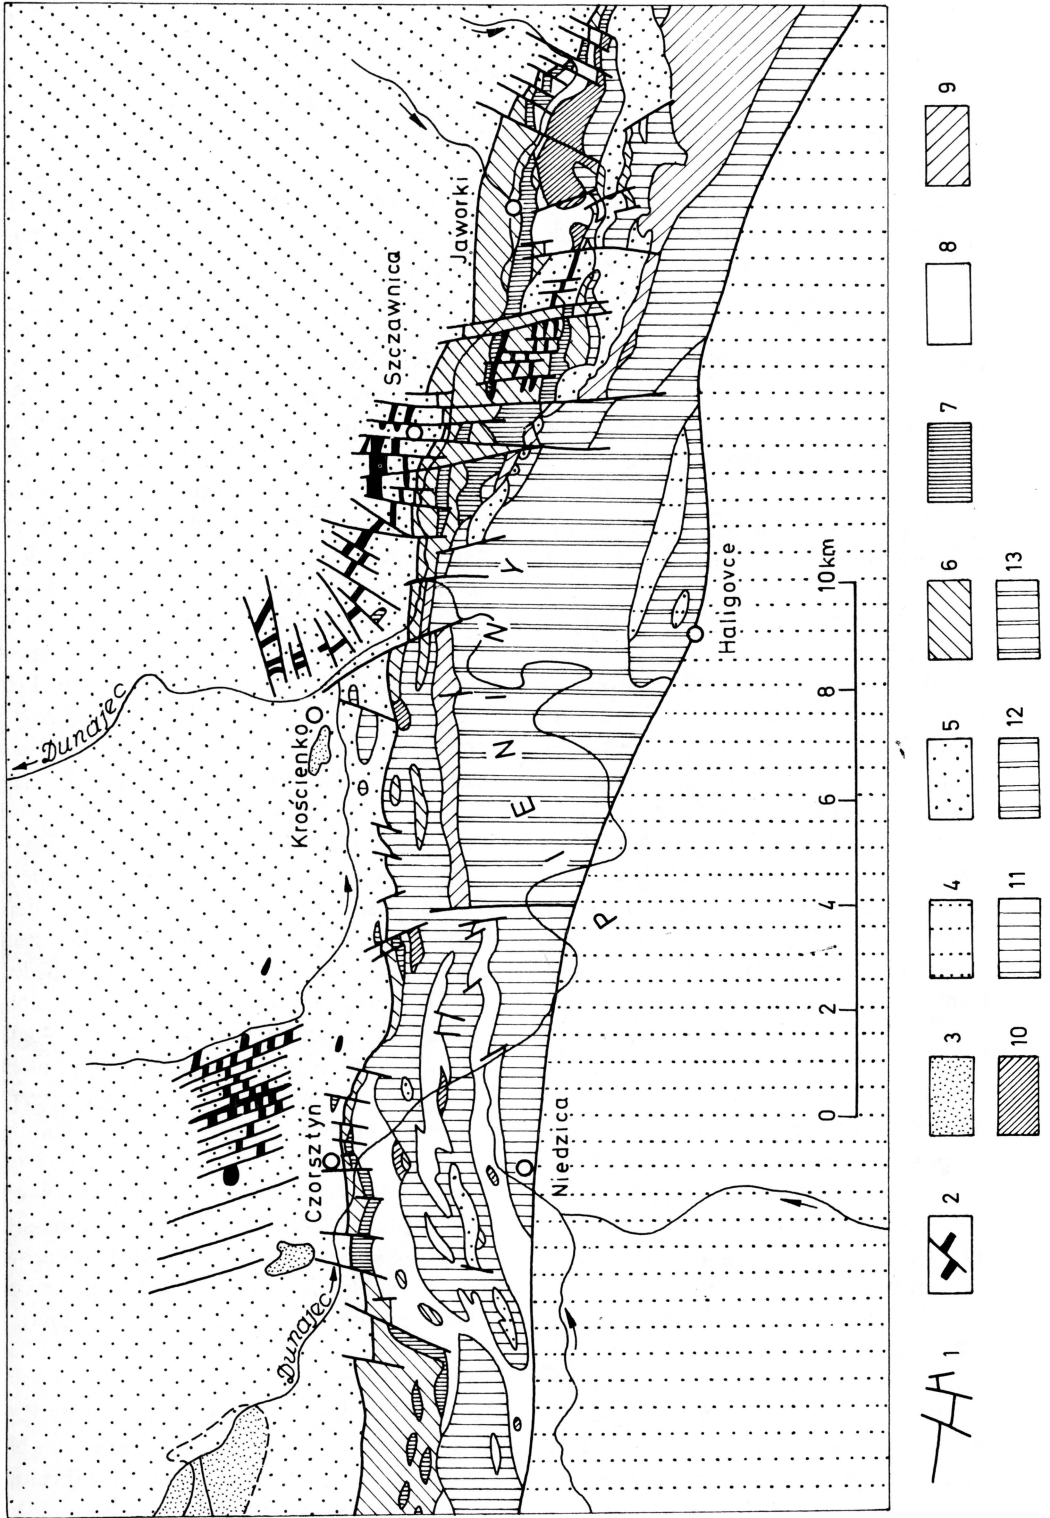 Dunajec
Dunajec
Czorsztyn
Krościenko
Szczawnica
Jaworki
Niedzica
Haligovce
PIENINY
0 2 4 6 8 10km
1 2 3 4 5 6 7 8 9
10 11 12 13